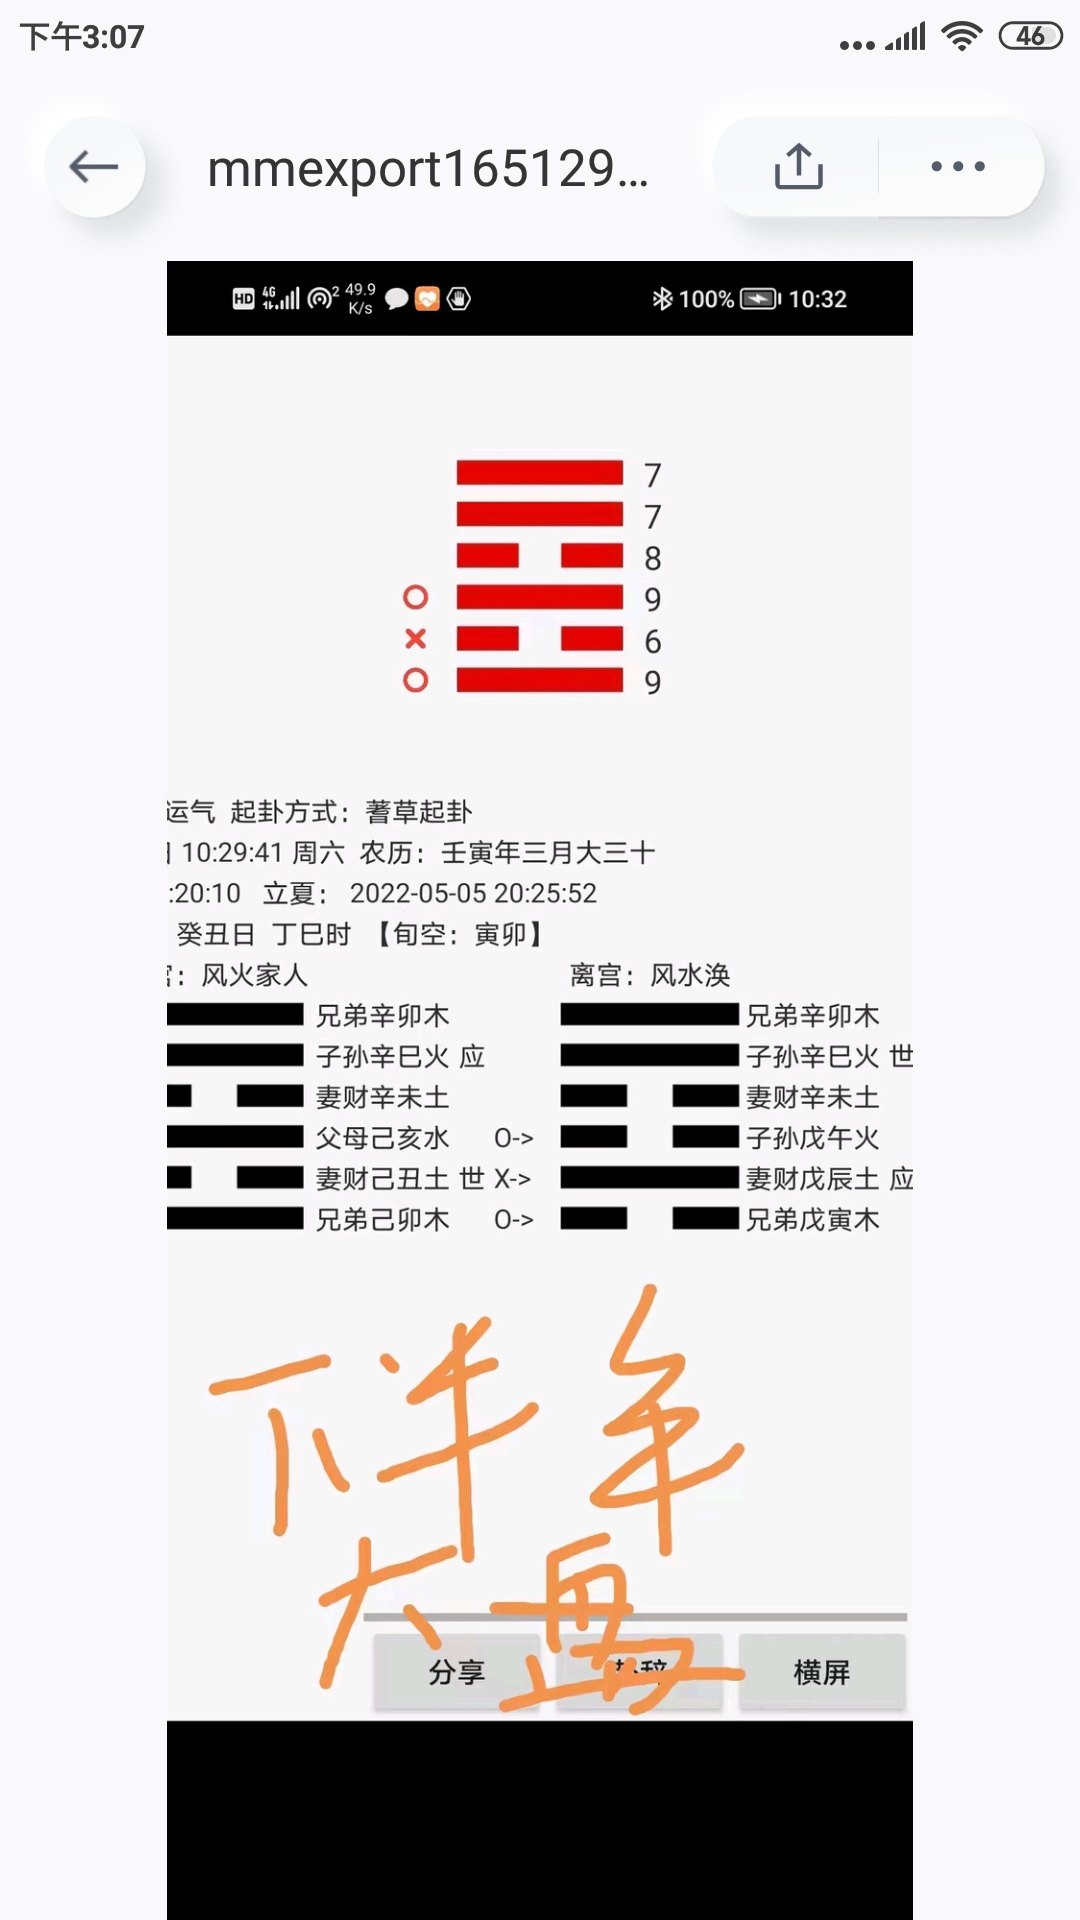 下午3:07
46
mmexport165129...
HD 4G 2 49.9 K/s 100% 10:32
7
7
8
9
6
9
运气 起卦方式：蓍草起卦
10:29:41 周六 农历：壬寅年三月大三十
:20:10 立夏： 2022-05-05 20:25:52
癸丑日 丁巳时 【旬空：寅卯】
：风火家人 离宫：风水涣
兄弟辛卯木 兄弟辛卯木
子孙辛巳火 应 子孙辛巳火 世
妻财辛未土 妻财辛未土
父母己亥水 O-> 子孙戊午火
妻财己丑土 世 X-> 妻财戊辰土 应
兄弟己卯木 O-> 兄弟戊寅木
下半年
大盘
分享 辞 横屏